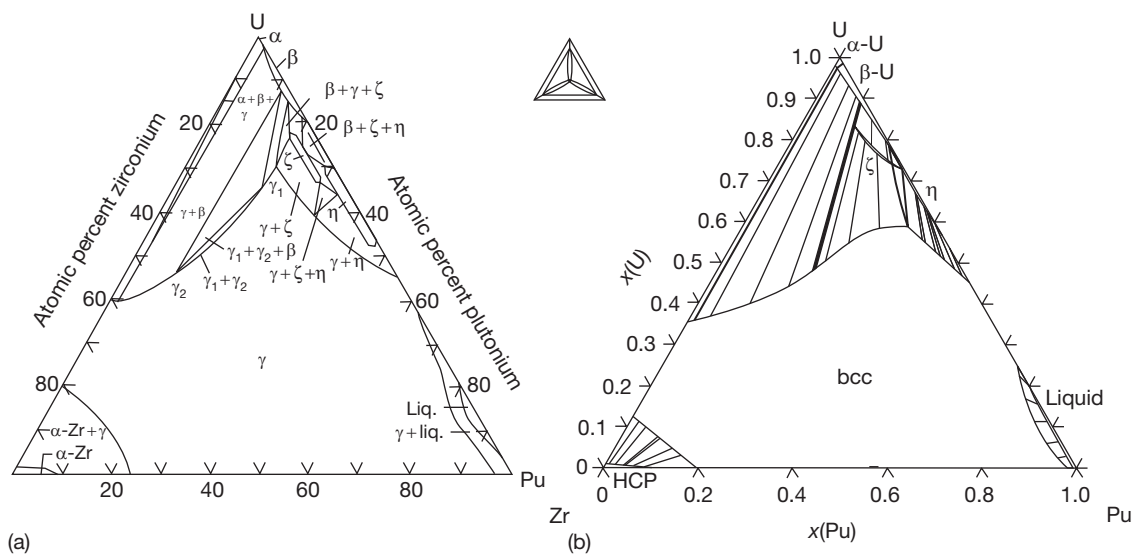 U
α
β
β+γ+ζ
α+β+
γ
20
20
β+ζ+η
ζ
Atomic percent zirconium
Atomic percent plutonium
40
γ₁
40
γ+β
η
γ+ζ
γ₁+γ₂+β
γ+η
γ₂
γ₁+γ₂
γ+ζ+η
60
60
γ
80
80
Liq.
α-Zr+γ
γ+liq.
α-Zr
Pu
20
40
60
80
(a)
U
1.0
α-U
β-U
0.9
0.8
ζ
0.7
η
0.6
x(U)
0.5
0.4
0.3
bcc
0.2
Liquid
0.1
0
HCP
0
0.2
0.4
0.6
0.8
1.0
Zr
x(Pu)
Pu
(b)